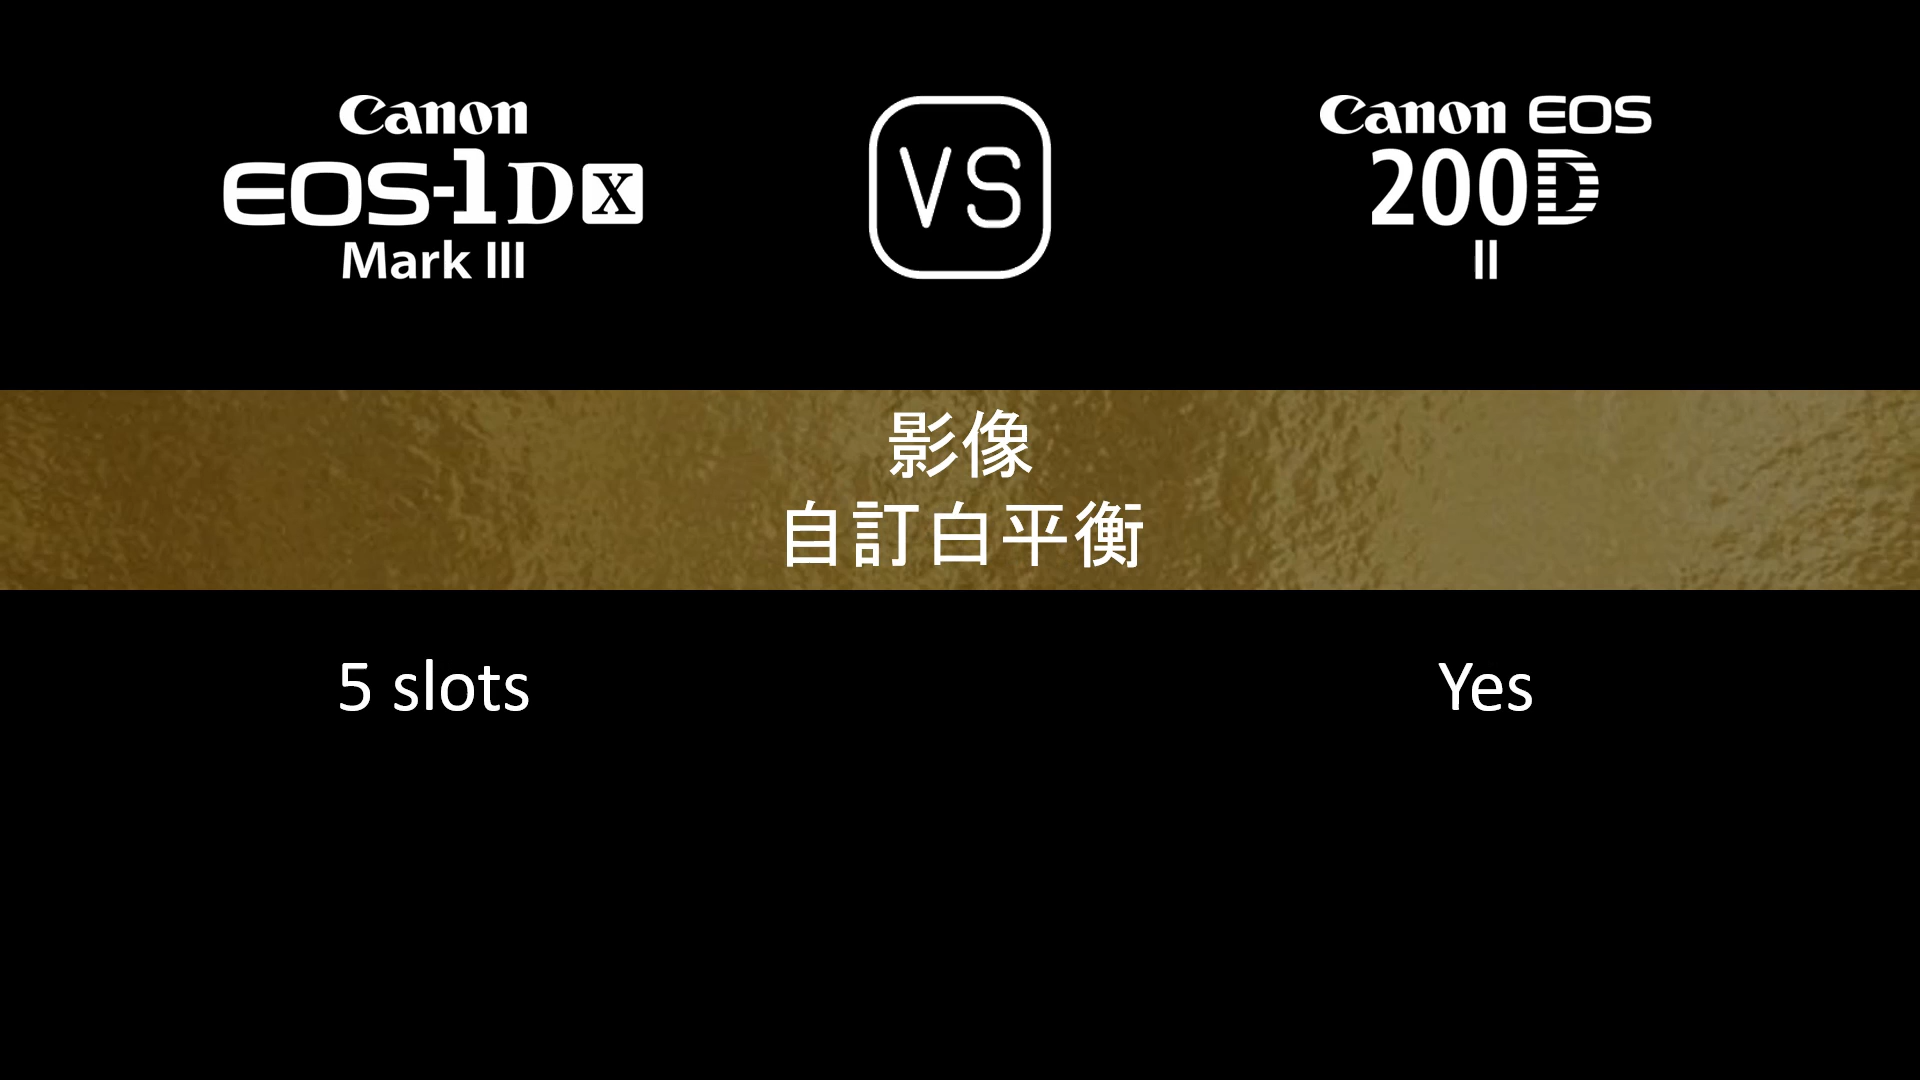 Canon
EOS-1DX
Mark III
VS
Canon EOS
200D
II
影像
自訂白平衡
5 slots
Yes